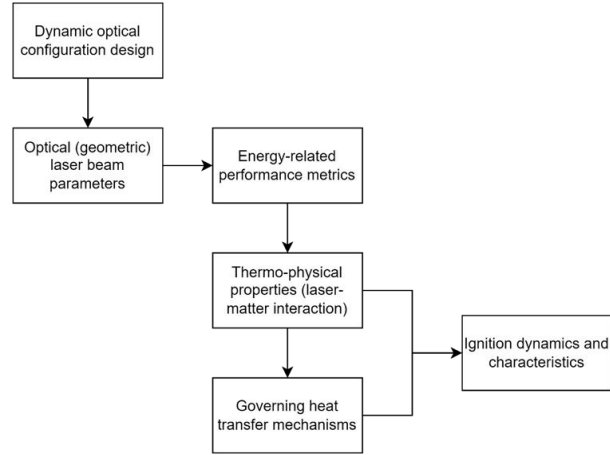 Dynamic optical
configuration design
Optical (geometric)
laser beam
parameters
Energy-related
performance metrics
Thermo-physical
properties (laser-
matter interaction)
Ignition dynamics and
characteristics
Governing heat
transfer mechanisms